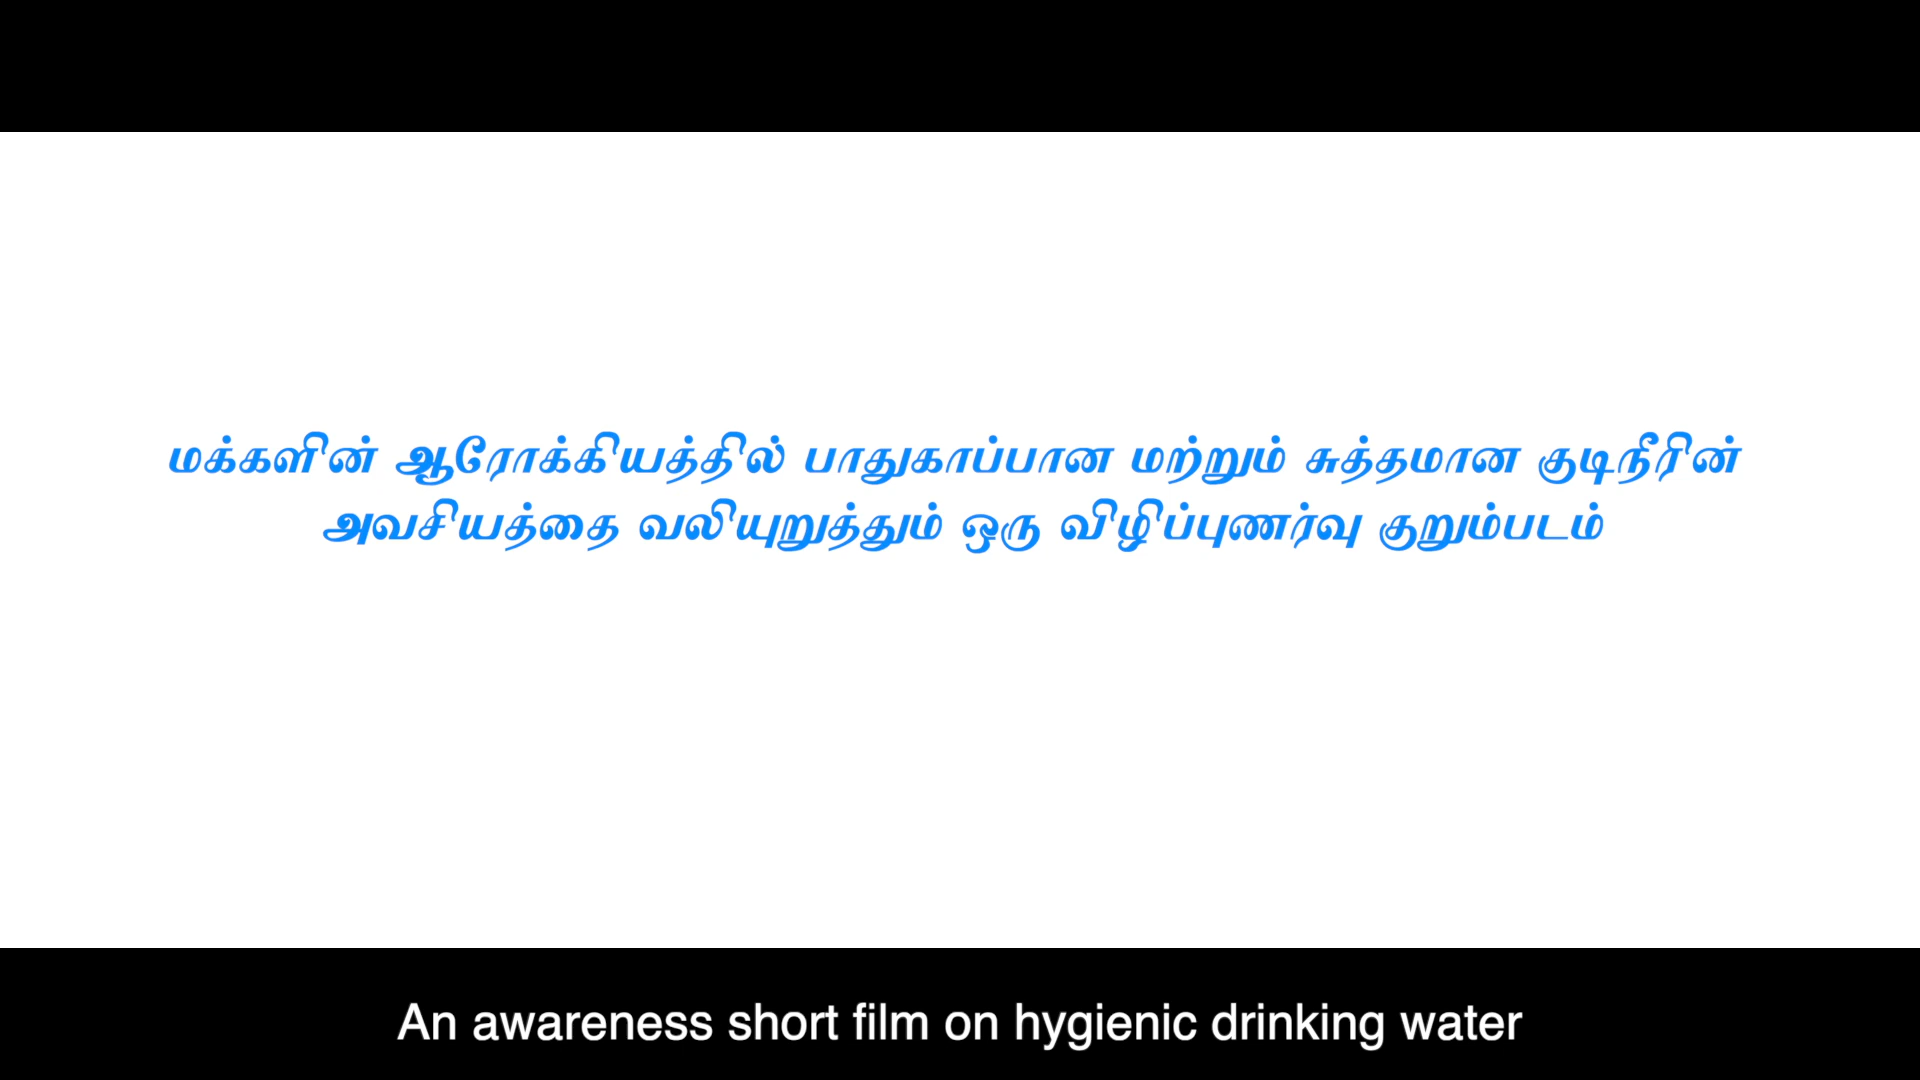 மக்களின் ஆரோக்கியத்தில் பாதுகாப்பான மற்றும் சுத்தமான குடிநீரின்
அவசியத்தை வலியுறுத்தும் ஒரு விழிப்புணர்வு குறும்படம்
An awareness short film on hygienic drinking water